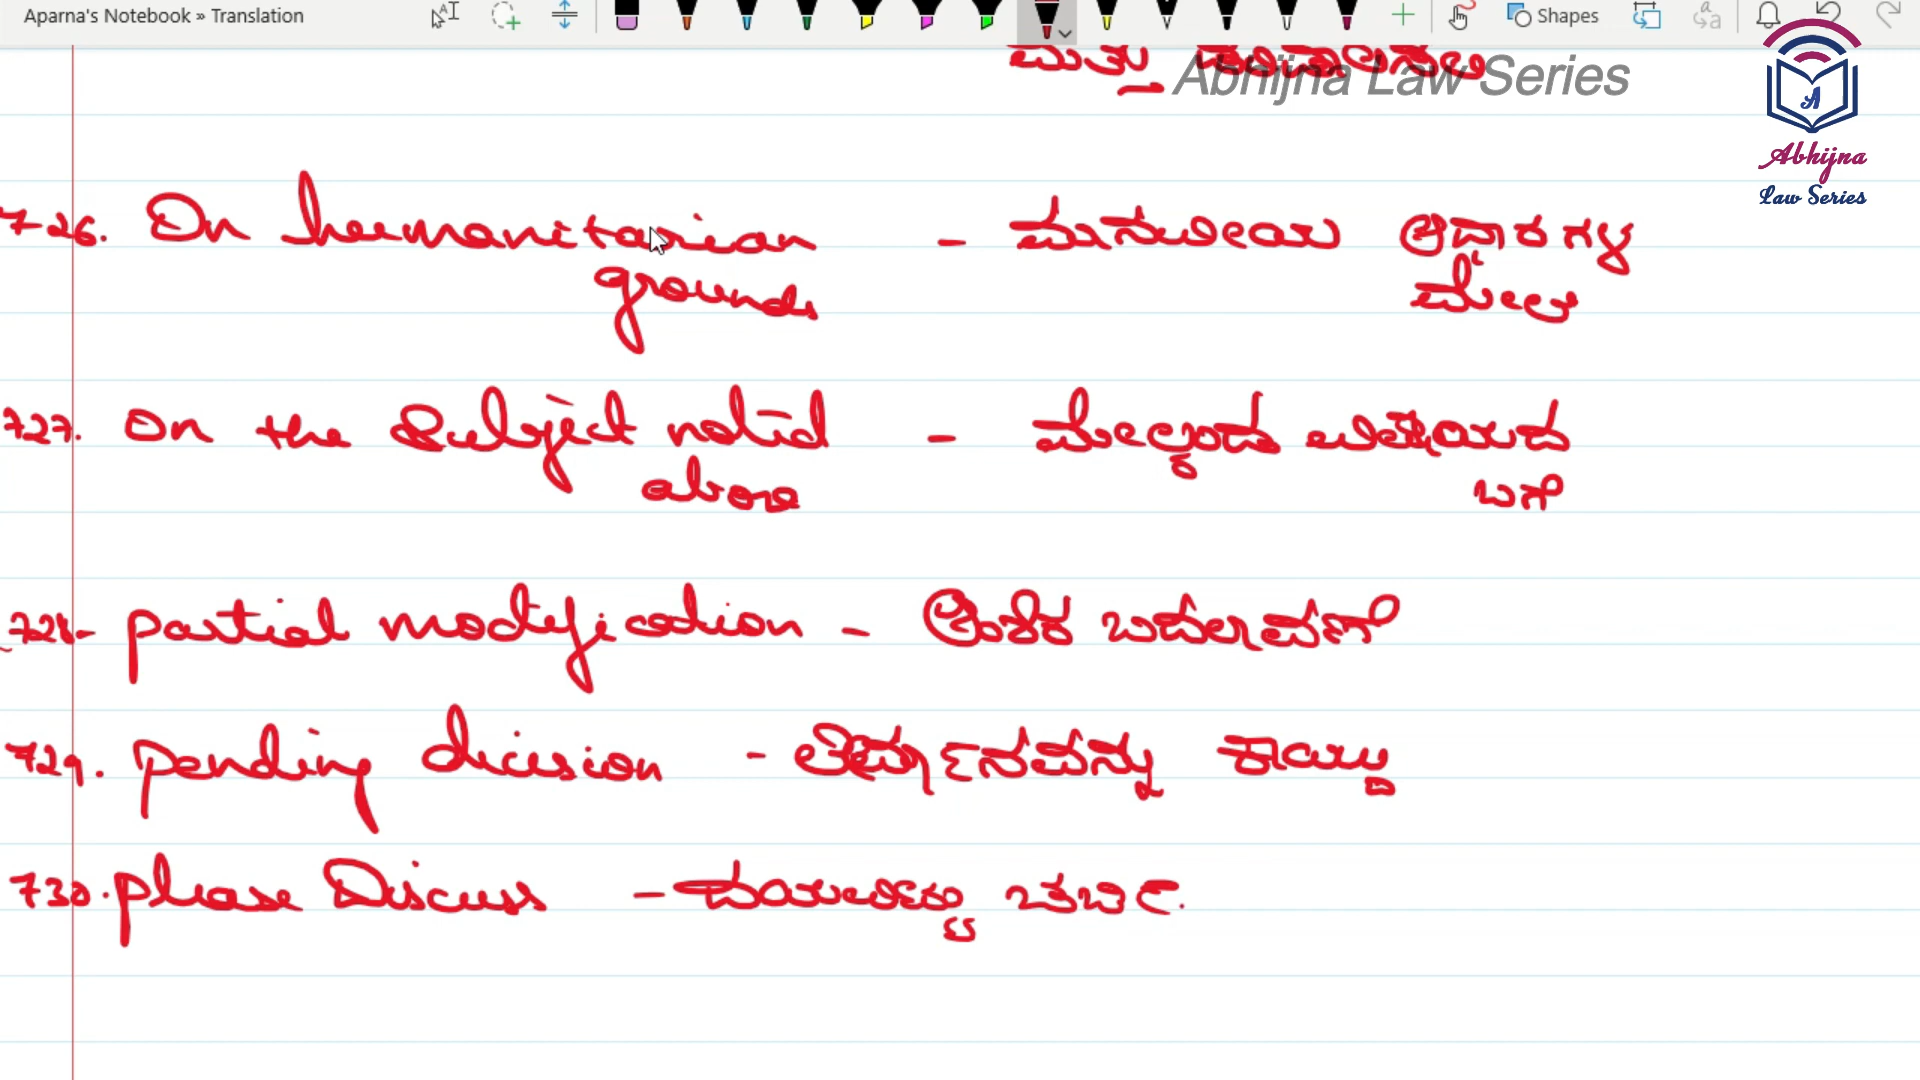 Aparna's Notebook » Translation
Shapes
ಮತ್ತು
Abhijna Law Series
Abhijna
Law Series
726. On humanitarian - ಮಾನವೀಯ ಆಧಾರಗಳ
grounds ಮೇಲೆ
727. On the subject noted - ಮೇಲ್ಕಂಡ ವಿಷಯದ
above ಬಗೆ
728- partial modification - ಆಂಶಿಕ ಬದಲಾವಣೆ
729. pending decision - ತೀರ್ಮಾನವನ್ನು ಕಾಯ್ದು
730. please Discuss - ದಯವಿಟ್ಟು ಚರ್ಚಿಸಿ.